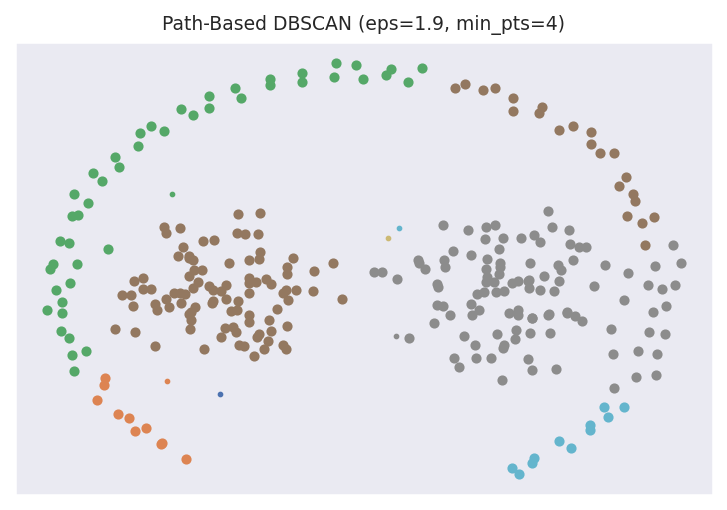 Path-Based DBSCAN (eps=1.9, min_pts=4)